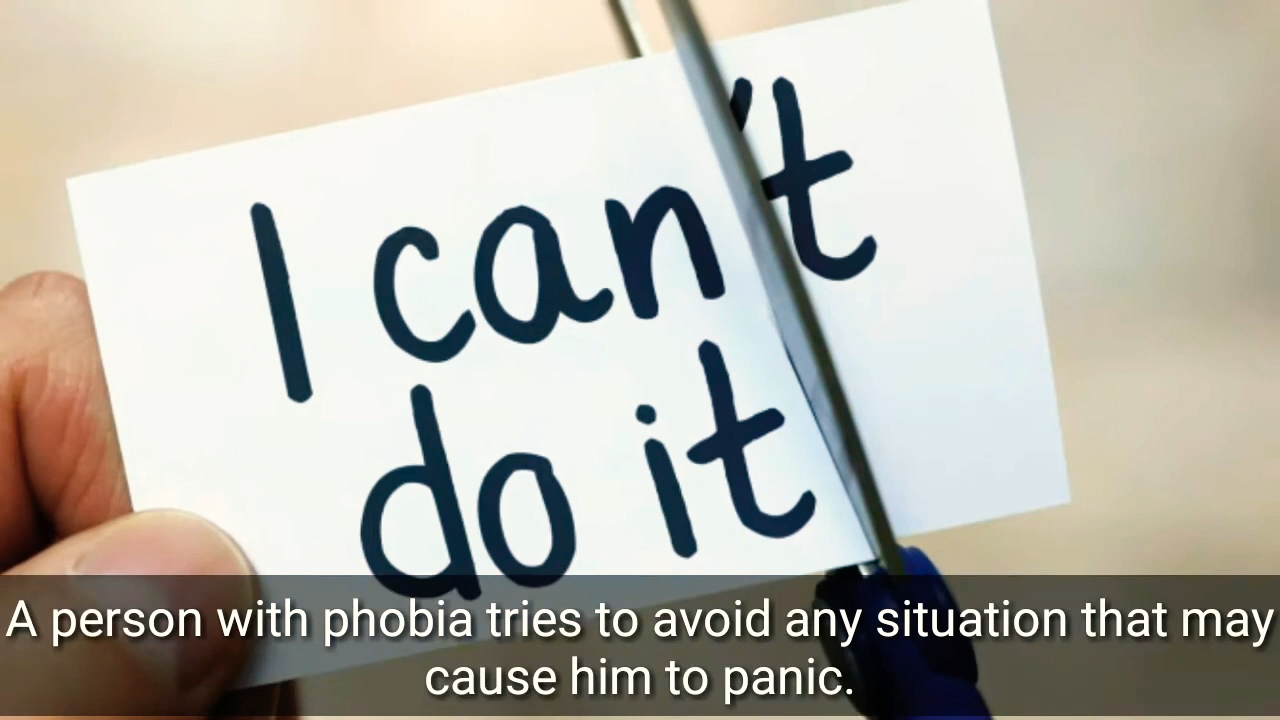 I can't
do it
A person with phobia tries to avoid any situation that may
cause him to panic.